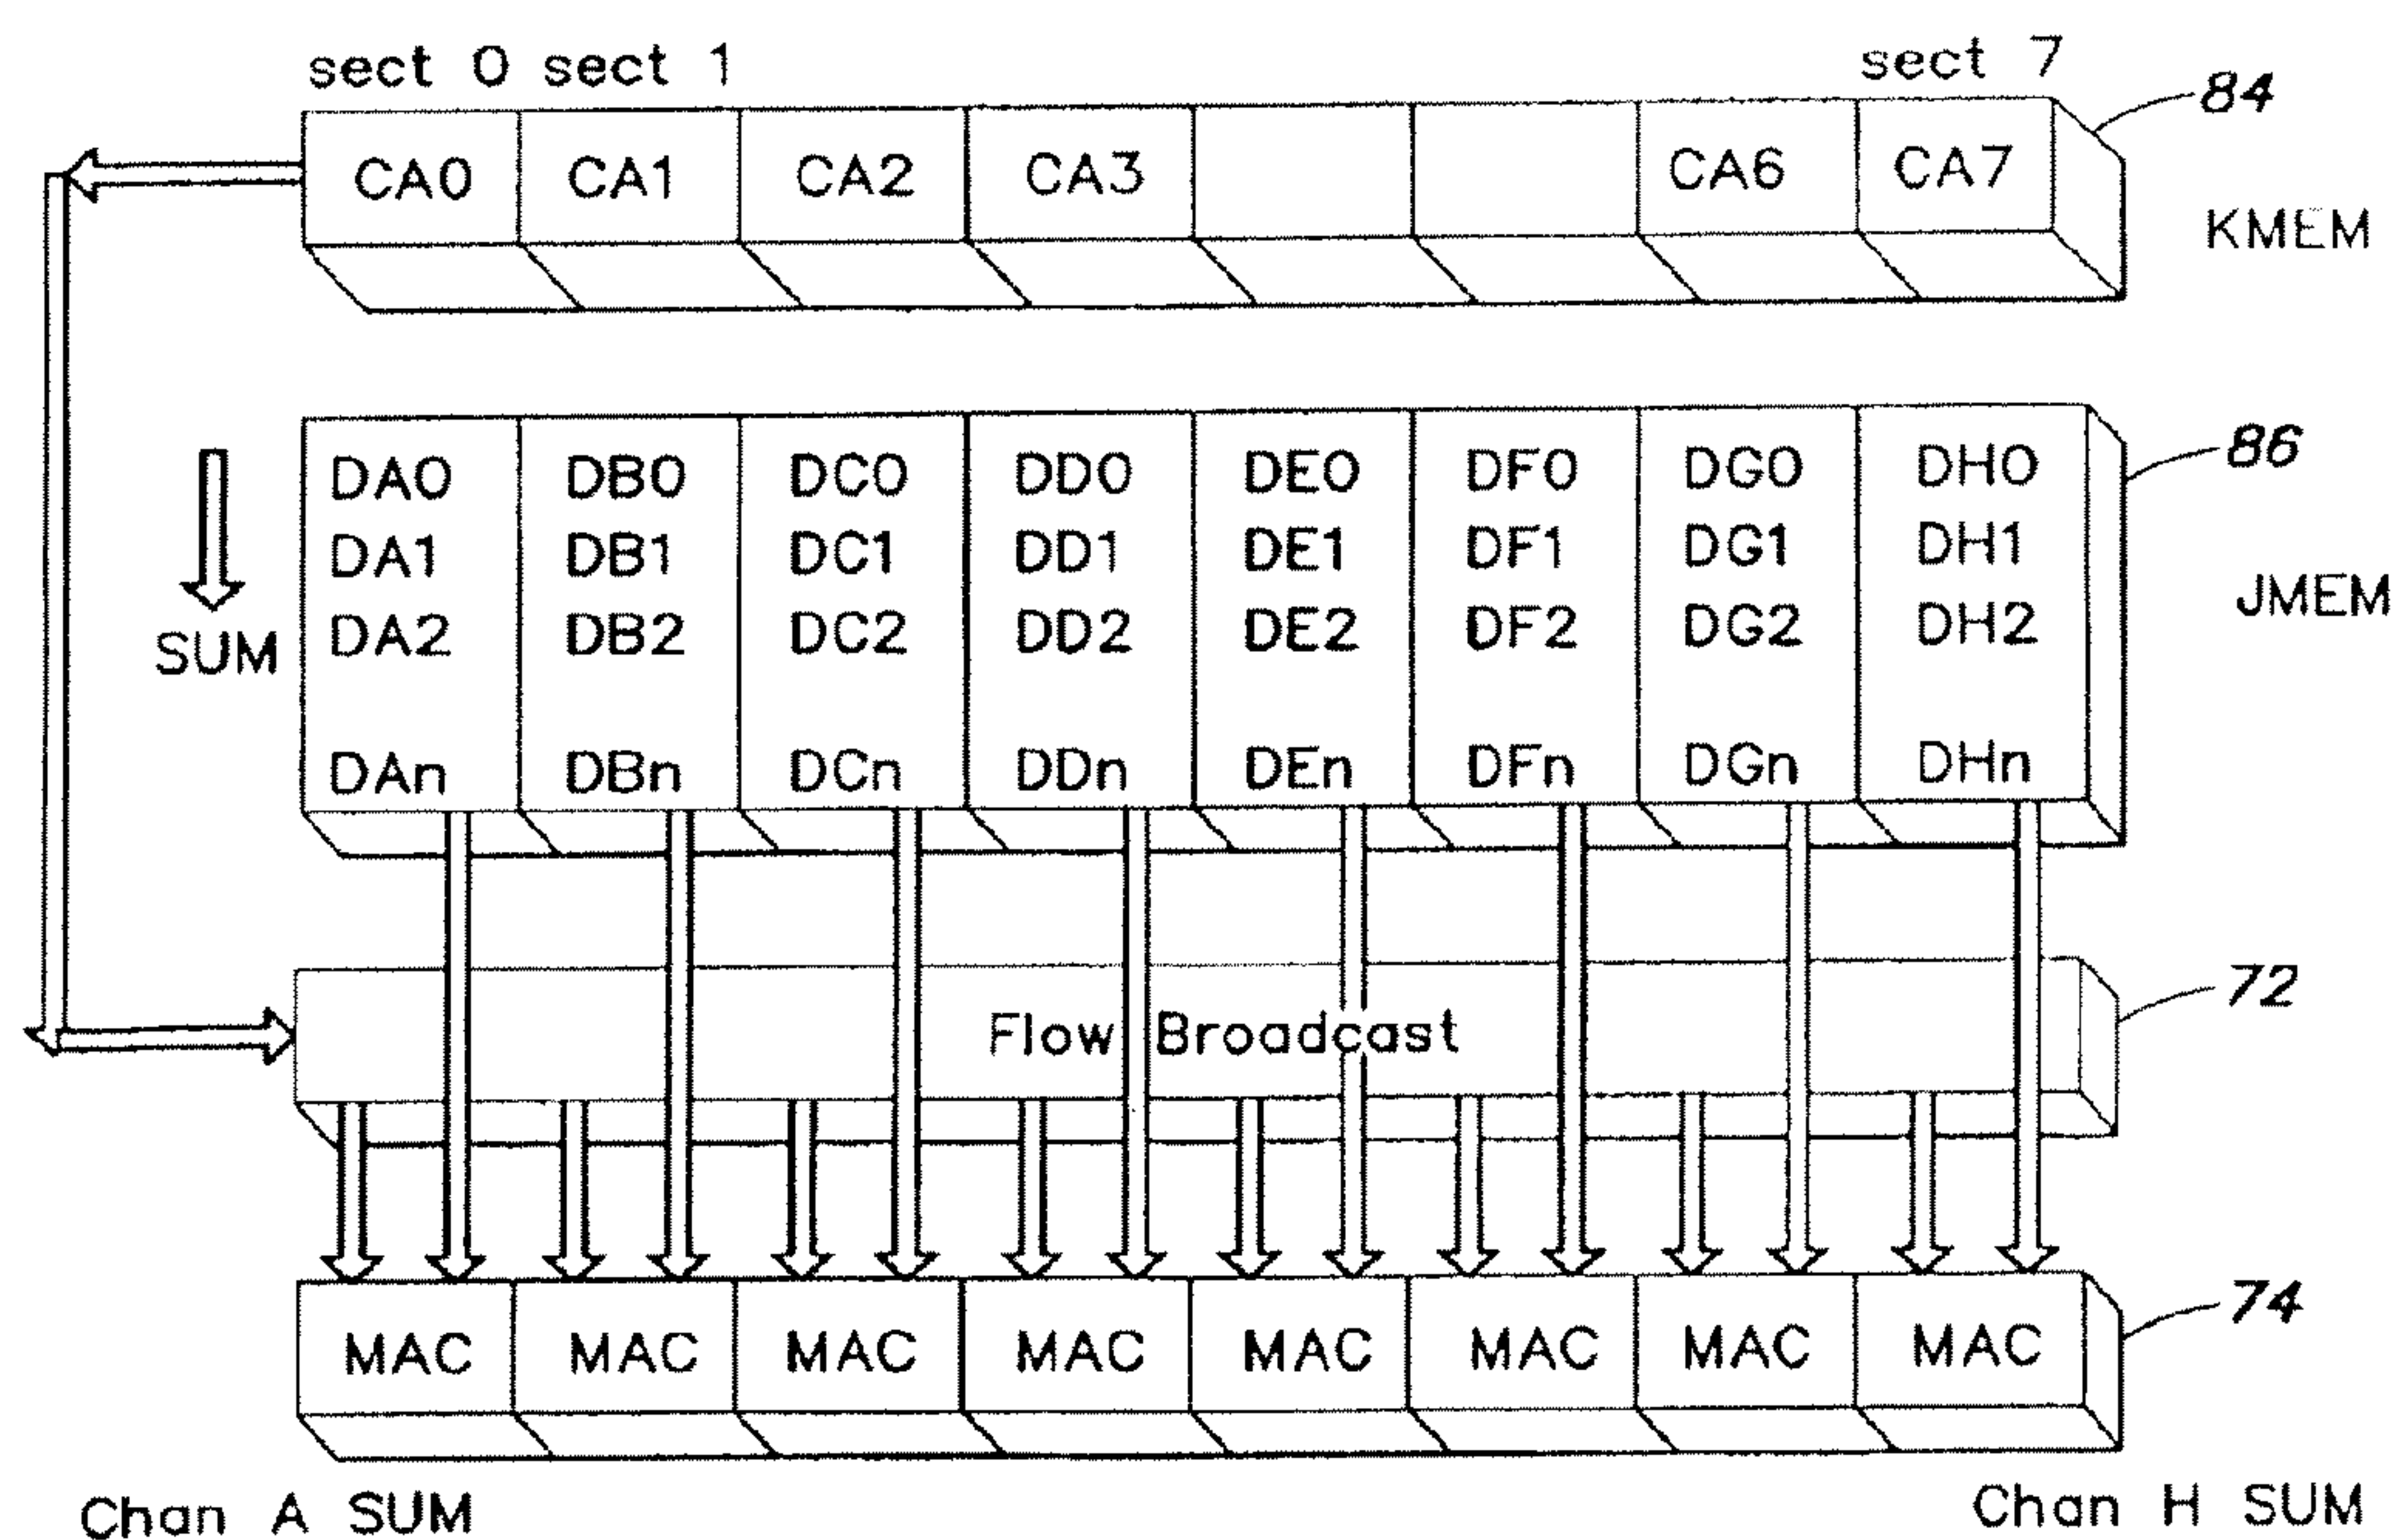 sect 0 sect 1 sect 7
84
CA0 CA1 CA2 CA3 CA6 CA7
KMEM
86
DA0 DB0 DC0 DD0 DE0 DF0 DG0 DH0
DA1 DB1 DC1 DD1 DE1 DF1 DG1 DH1
JMEM
DA2 DB2 DC2 DD2 DE2 DF2 DG2 DH2
SUM
DAn DBn DCn DDn DEn DFn DGn DHn
72
Flow Broadcast
74
MAC MAC MAC MAC MAC MAC MAC MAC
Chan A SUM Chan H SUM